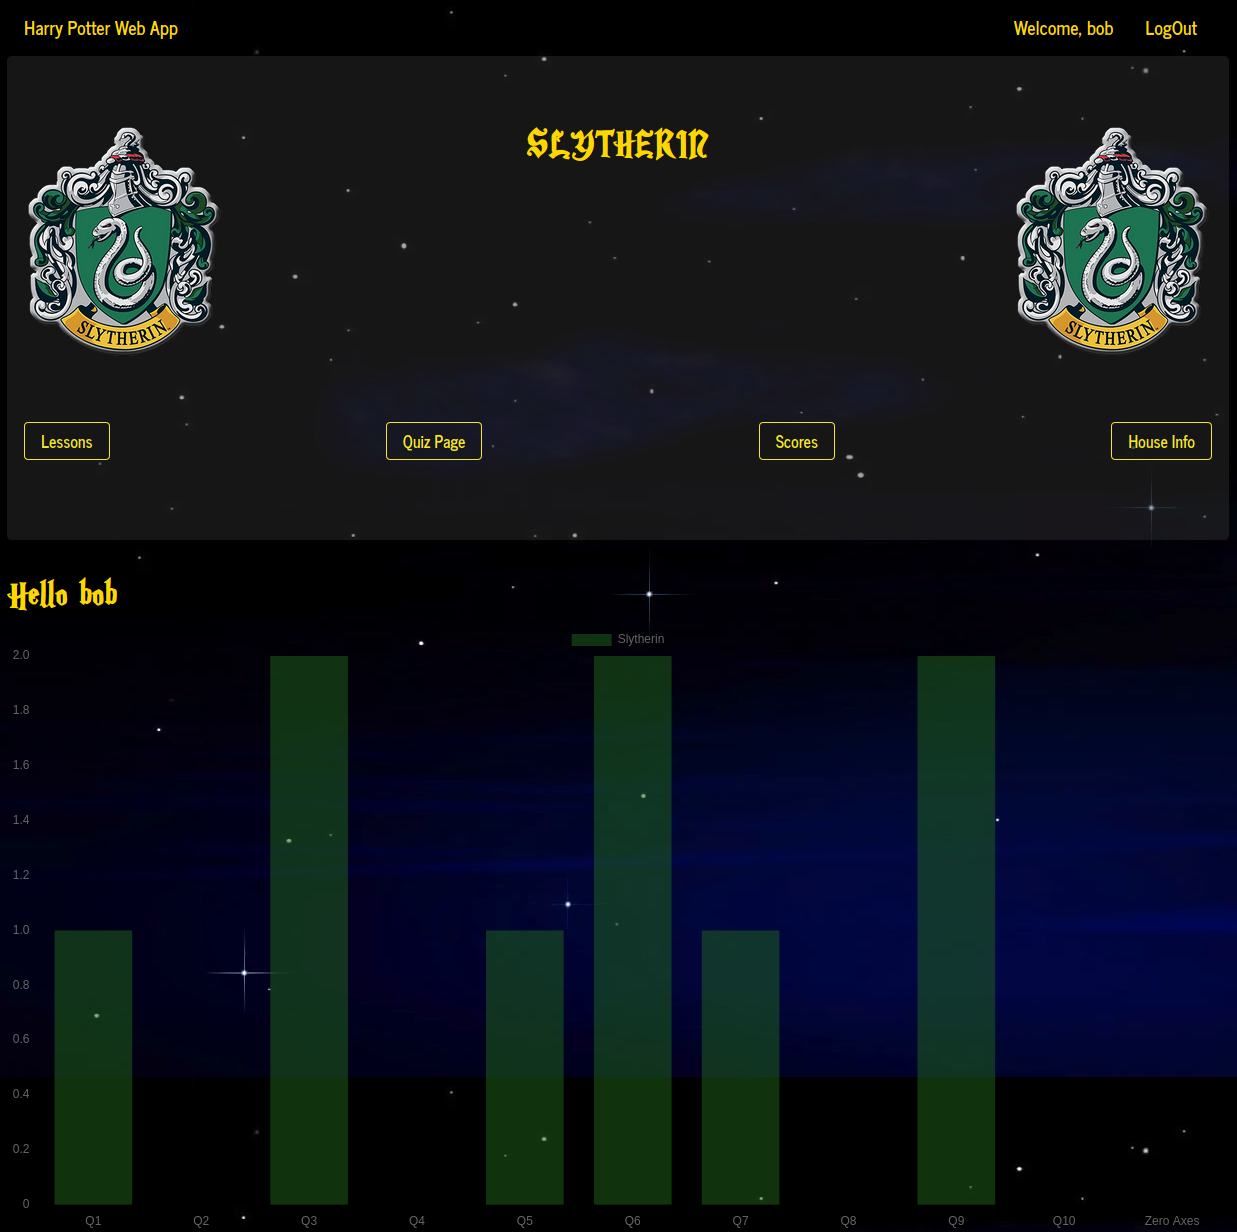 Harry Potter Web App Welcome, bob LogOut
SLYTHERIN
SLYTHERIN. SLYTHERIN.
Lessons Quiz Page Scores House Info
Hello bob
Slytherin
2.0
1.8
1.6
1.4
1.2
1.0
0.8
0.6
0.4
0.2
0
Q1 Q2 Q3 Q4 Q5 Q6 Q7 Q8 Q9 Q10 Zero Axes